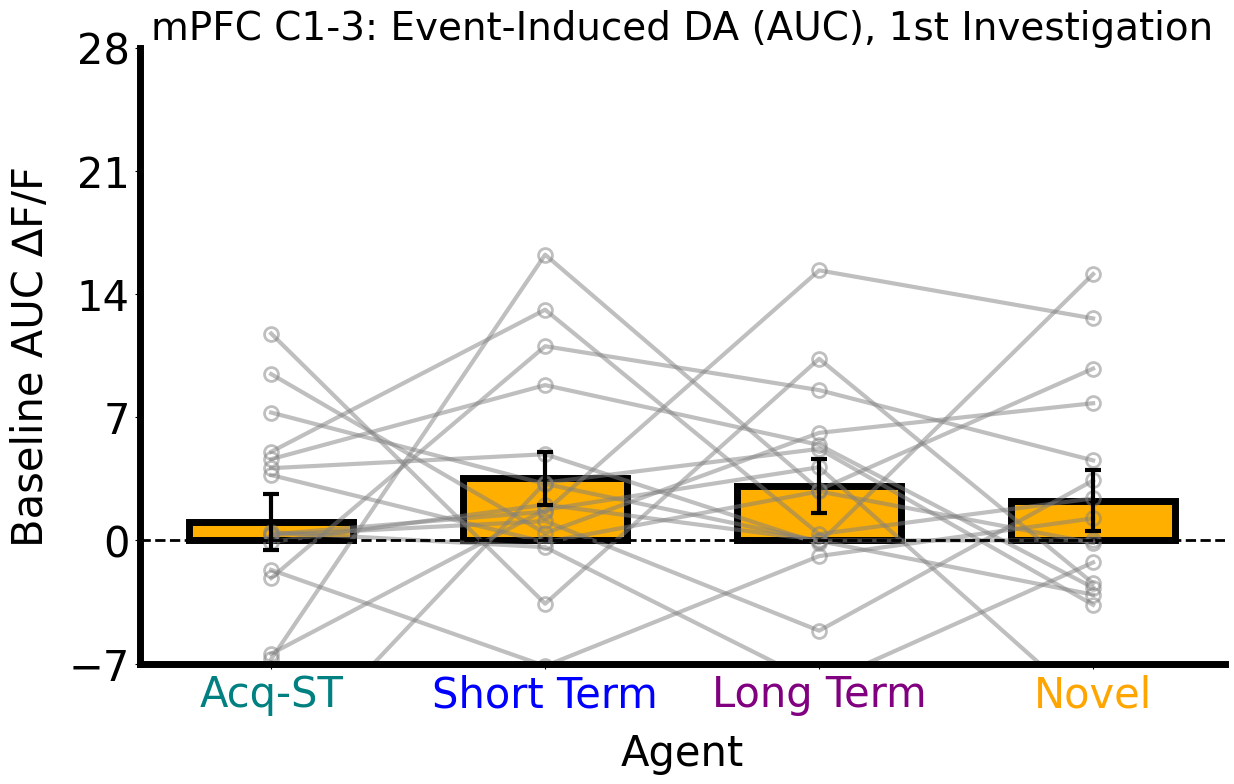 mPFC C1-3: Event-Induced DA (AUC), 1st Investigation
Baseline AUC ΔF/F
28
21
14
7
0
−7
Acq-ST
Short Term
Long Term
Novel
Agent